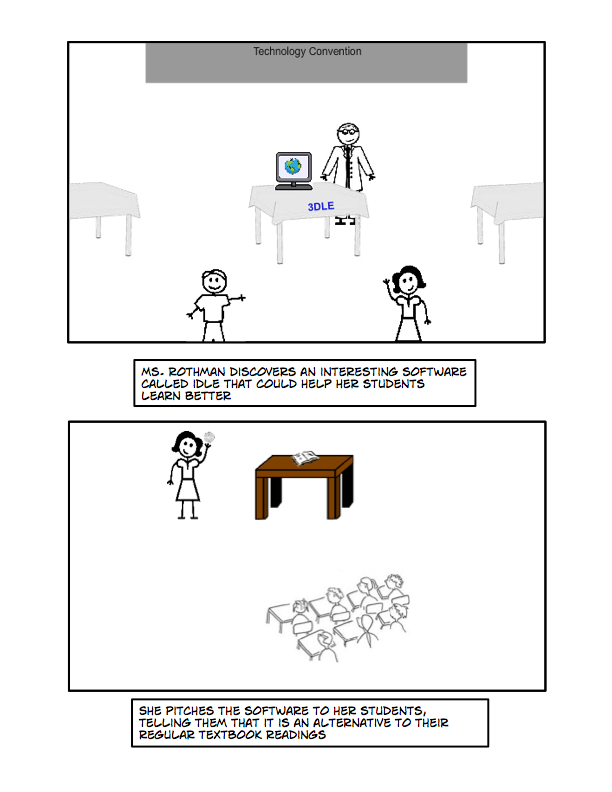 Technology Convention
3DLE
MS. ROTHMAN DISCOVERS AN INTERESTING SOFTWARE
CALLED IDLE THAT COULD HELP HER STUDENTS
LEARN BETTER
SHE PITCHES THE SOFTWARE TO HER STUDENTS,
TELLING THEM THAT IT IS AN ALTERNATIVE TO THEIR
REGULAR TEXTBOOK READINGS